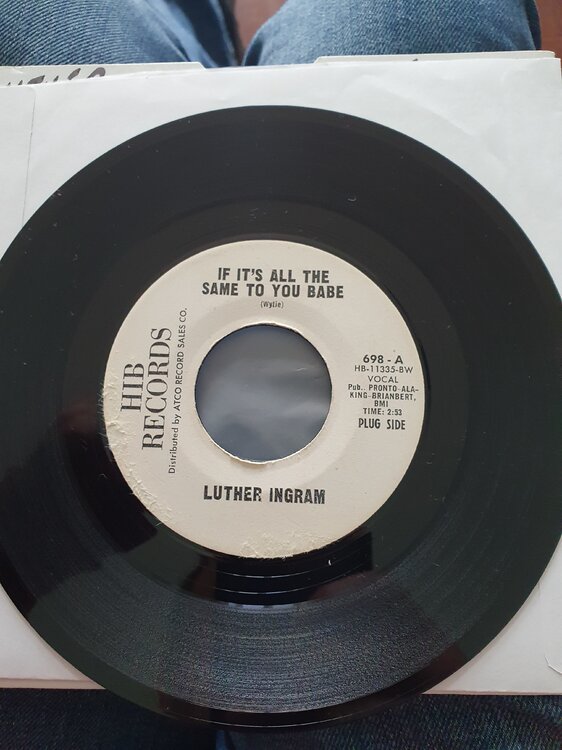 IF IT'S ALL THE
SAME TO YOU BABE
(Wylie)
HIB
RECORDS
Distributed by ATCO RECORD SALES CO.
698 - A
HB-11335-BW
VOCAL
Pub.. PRONTO-ALA-
KING-BRIANBERT,
BMI
TIME: 2:53
PLUG SIDE
LUTHER INGRAM